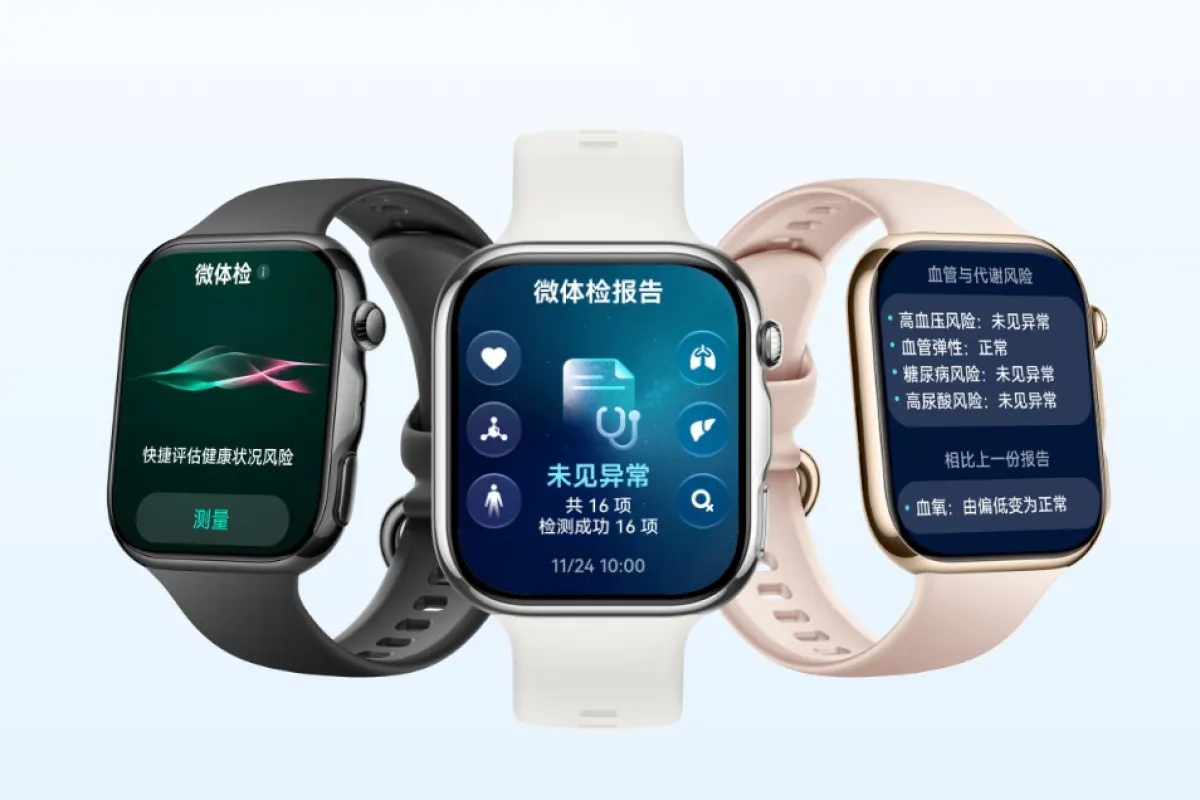 微体检
快捷评估健康状况风险
测量
微体检报告
未见异常
共 16 项
检测成功 16 项
11/24 10:00
血管与代谢风险
• 高血压风险：未见异常
• 血管弹性：正常
• 糖尿病风险：未见异常
• 高尿酸风险：未见异常
相比上一份报告
• 血氧：由偏低变为正常